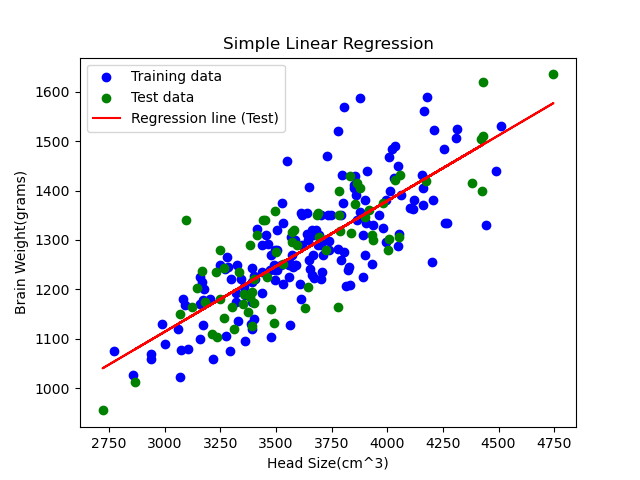 Simple Linear Regression
Training data
Test data
Regression line (Test)
Brain Weight(grams)
1600
1500
1400
1300
1200
1100
1000
2750 3000 3250 3500 3750 4000 4250 4500 4750
Head Size(cm^3)